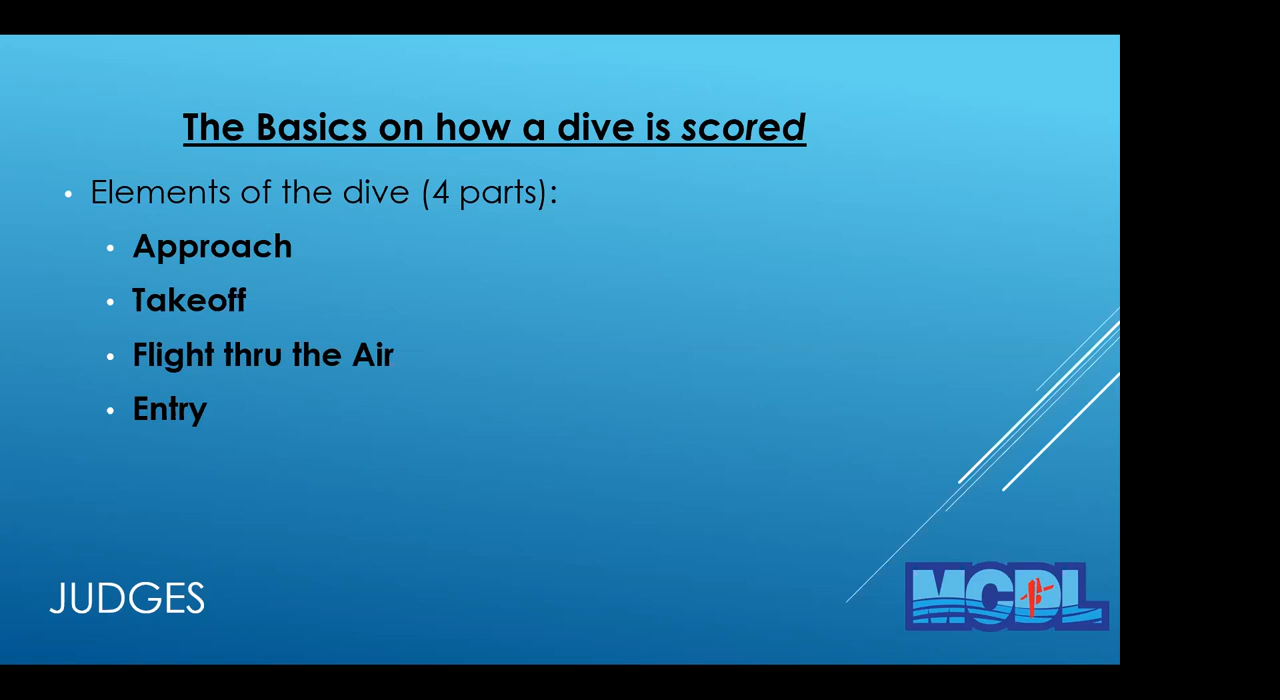 The Basics on how a dive is scored
Elements of the dive (4 parts):
Approach
Takeoff
Flight thru the Air
Entry
JUDGES
MCDL